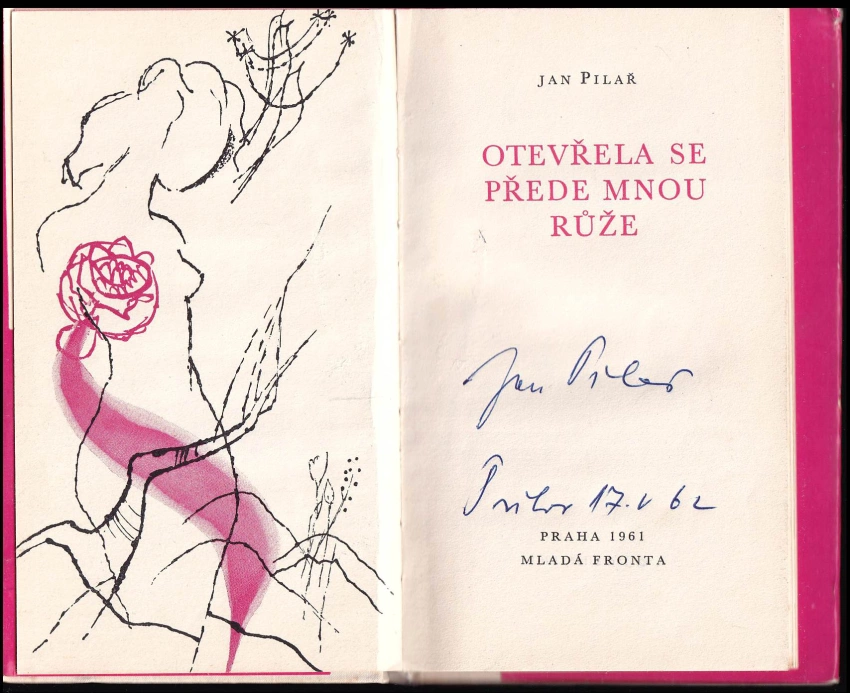 JAN PILAŘ
OTEVŘELA SE
PŘEDE MNOU
RŮŽE
Jan Pilař
17. V 62
PRAHA 1961
MLADÁ FRONTA